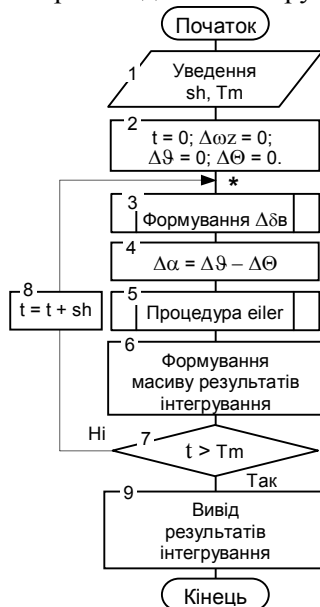 Початок
1
Уведення
sh, Tm
2
t = 0; Δωz = 0;
Δϑ = 0; ΔΘ = 0.
*
3
Формування Δδв
4
Δα = Δϑ − ΔΘ
8
t = t + sh
5
Процедура eiler
6
Формування
масиву результатів
інтегрування
Ні
7
t > Tm
Так
9
Вивід
результатів
інтегрування
Кінець